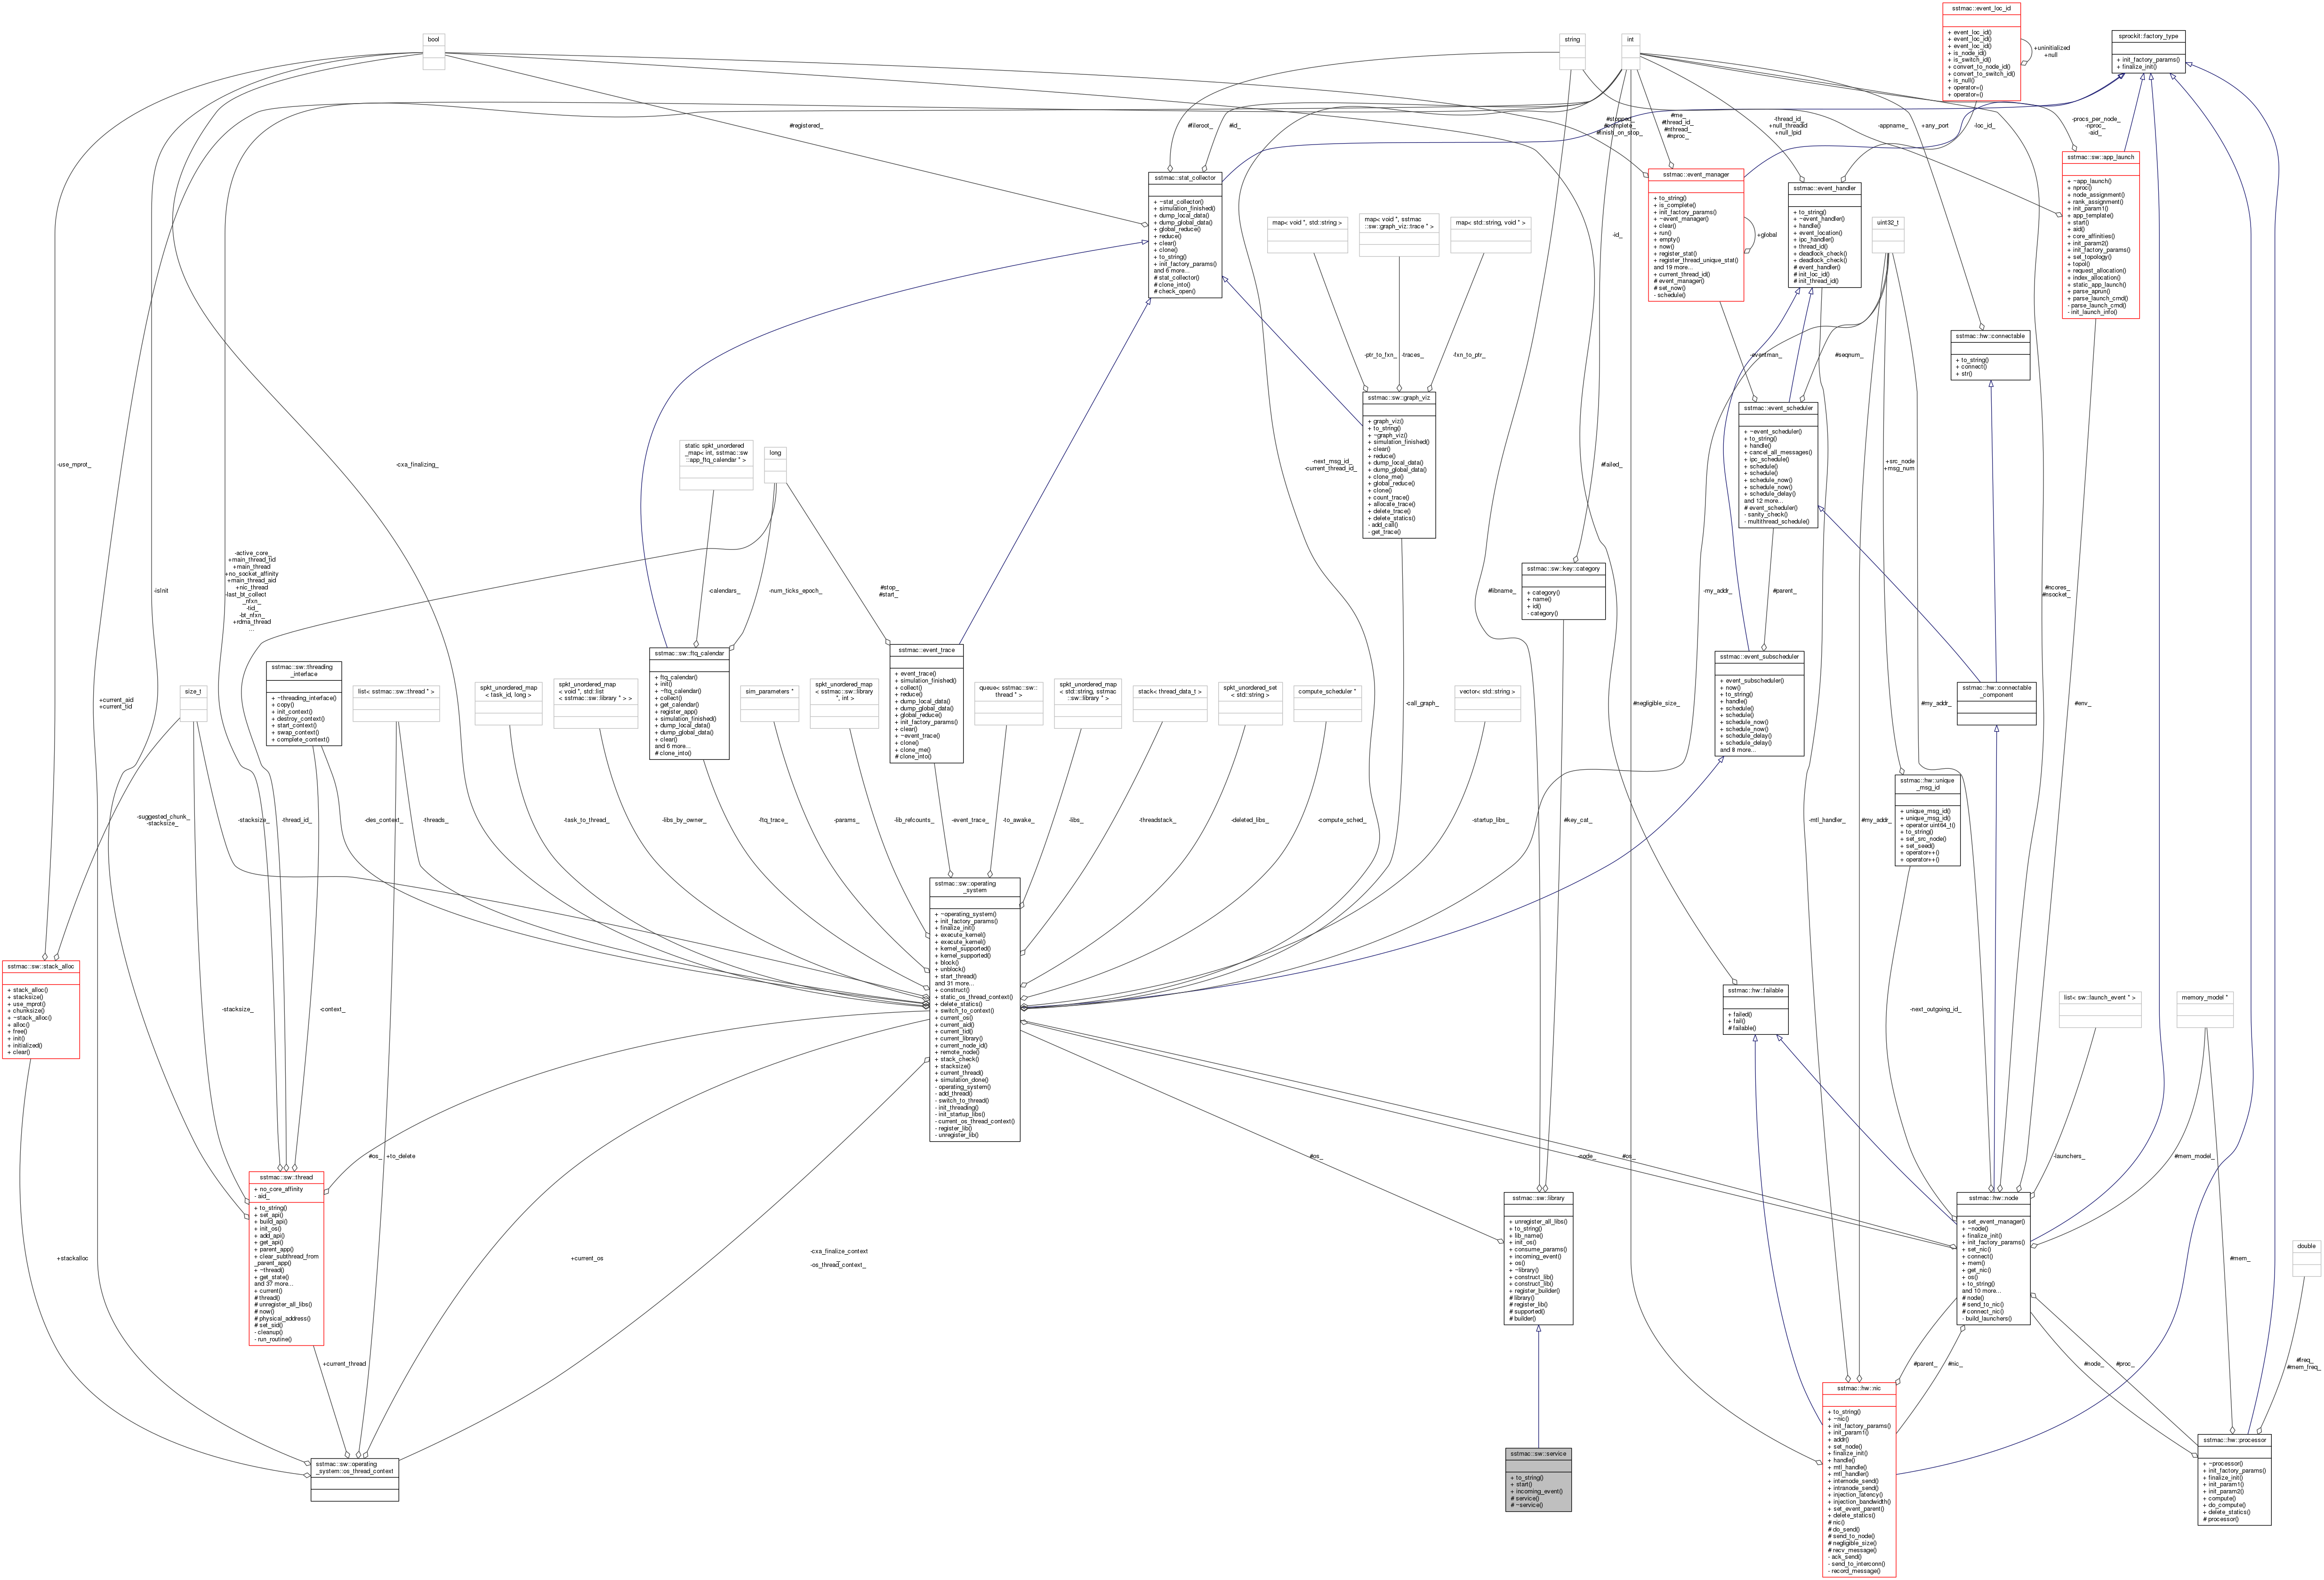 sstmac::event_loc_id
+ event_loc_id()
+ event_loc_id()
+ event_loc_id()
+ is_node_id()
+ is_switch_id()
+ convert_to_node_id()
+ convert_to_switch_id()
+ is_null()
+ operator=()
+ operator=()
+uninitialized
+null
sprockit::factory_type
+ init_factory_params()
+ finalize_init()
bool
string
int
#registered_
#fileroot_
#id_
#me_
#thread_id_
#nthread_
#nproc_
-thread_id_
+null_threadid
+null_lpid
-loc_id_
-appname_
+any_port
-procs_per_node_
-nproc_
-aid_
sstmac::stat_collector
+ ~stat_collector()
+ simulation_finished()
+ dump_local_data()
+ dump_global_data()
+ global_reduce()
+ reduce()
+ clear()
+ clone()
+ to_string()
+ init_factory_params()
and 6 more...
# stat_collector()
# clone_into()
# check_open()
sstmac::event_manager
+ to_string()
+ is_complete()
+ init_factory_params()
+ ~event_manager()
+ clear()
+ run()
+ empty()
+ now()
+ register_stat()
+ register_thread_unique_stat()
and 19 more...
+ current_thread_id()
# event_manager()
# set_now()
- schedule()
+global
sstmac::event_handler
+ to_string()
+ ~event_handler()
+ handle()
+ event_location()
+ ipc_handler()
+ thread_id()
+ deadlock_check()
+ deadlock_check()
# event_handler()
# init_loc_id()
# init_thread_id()
sstmac::sw::app_launch
+ ~app_launch()
+ nproc()
+ node_assignment()
+ rank_assignment()
+ init_param1()
+ app_template()
+ start()
+ aid()
+ core_affinities()
+ init_param2()
+ init_factory_params()
+ set_topology()
+ topol()
+ request_allocation()
+ index_allocation()
+ static_app_launch()
+ parse_aprun()
+ parse_launch_cmd()
- parse_launch_cmd()
- init_launch_info()
map< void *, std::string >
map< void *, sstmac
::sw::graph_viz::trace * >
map< std::string, void * >
uint32_t
-id_
sstmac::hw::connectable
+ to_string()
+ connect()
+ str()
-ptr_to_fxn_
-traces_
-fxn_to_ptr_
-eventman_
#seqnum_
sstmac::sw::graph_viz
+ graph_viz()
+ to_string()
+ ~graph_viz()
+ simulation_finished()
+ clear()
+ reduce()
+ dump_local_data()
+ dump_global_data()
+ clone_me()
+ global_reduce()
+ clone()
+ count_trace()
+ allocate_trace()
+ delete_trace()
+ delete_statics()
- add_call()
- get_trace()
sstmac::event_scheduler
+ ~event_scheduler()
+ to_string()
+ handle()
+ cancel_all_messages()
+ ipc_schedule()
+ schedule()
+ schedule()
+ schedule_now()
+ schedule_now()
+ schedule_delay()
and 12 more...
# event_scheduler()
- sanity_check()
- multithread_schedule()
static spkt_unordered
_map< int, sstmac::sw
::app_ftq_calendar * >
long
-use_mprot_
-cxa_finalizing_
-next_msg_id_
-current_thread_id_
#failed_
+src_node
+msg_num
-active_core_
+main_thread_tid
+main_thread
+no_socket_affinity
+main_thread_aid
+nic_thread
-last_bt_collect
_nfxn_
-tid_
-bt_nfxn_
+rdma_thread
...
-isInit
-calendars_
-num_ticks_epoch_
#stop_
#start_
#libname_
sstmac::sw::key::category
+ category()
+ name()
+ id()
- category()
-my_addr_
#parent_
#ncores_
#nsocket_
sstmac::sw::threading
_interface
+ ~threading_interface()
+ copy()
+ init_context()
+ destroy_context()
+ start_context()
+ swap_context()
+ complete_context()
sstmac::sw::ftq_calendar
+ ftq_calendar()
+ init()
+ ~ftq_calendar()
+ collect()
+ get_calendar()
+ register_app()
+ simulation_finished()
+ dump_local_data()
+ dump_global_data()
+ clear()
and 6 more...
# clone_into()
sstmac::event_trace
+ event_trace()
+ simulation_finished()
+ collect()
+ reduce()
+ dump_local_data()
+ dump_global_data()
+ global_reduce()
+ init_factory_params()
+ clear()
+ ~event_trace()
+ clone()
+ clone_me()
# clone_into()
sstmac::event_subscheduler
+ event_subscheduler()
+ now()
+ to_string()
+ handle()
+ schedule()
+ schedule()
+ schedule_now()
+ schedule_now()
+ schedule_delay()
+ schedule_delay()
and 8 more...
sstmac::hw::connectable
_component
+current_aid
+current_tid
size_t
list< sstmac::sw::thread * >
spkt_unordered_map
< task_id, long >
spkt_unordered_map
< void *, std::list
< sstmac::sw::library * > >
sim_parameters *
spkt_unordered_map
< sstmac::sw::library
*, int >
queue< sstmac::sw::
thread * >
spkt_unordered_map
< std::string, sstmac
::sw::library * >
stack< thread_data_t >
spkt_unordered_set
< std::string >
compute_scheduler *
vector< std::string >
-call_graph_
#negligible_size_
#my_addr_
#env_
sstmac::hw::unique
_msg_id
+ unique_msg_id()
+ unique_msg_id()
+ operator uint64_t()
+ to_string()
+ set_src_node()
+ set_seed()
+ operator++()
+ operator++()
-suggested_chunk_
-stacksize_
-stacksize_
-thread_id_
-des_context_
-threads_
-task_to_thread_
-libs_by_owner_
-ftq_trace_
-params_
-lib_refcounts_
-event_trace_
-to_awake_
-libs_
-threadstack_
-deleted_libs_
-compute_sched_
-startup_libs_
#key_cat_
-mtl_handler_
#my_addr_
sstmac::sw::operating
_system
+ ~operating_system()
+ init_factory_params()
+ finalize_init()
+ execute_kernel()
+ execute_kernel()
+ kernel_supported()
+ kernel_supported()
+ block()
+ unblock()
+ start_thread()
and 31 more...
+ construct()
+ static_os_thread_context()
+ delete_statics()
+ switch_to_context()
+ current_os()
+ current_aid()
+ current_tid()
+ current_library()
+ current_node_id()
+ remote_node()
+ stack_check()
+ stacksize()
+ current_thread()
+ simulation_done()
- operating_system()
- add_thread()
- switch_to_thread()
- init_threading()
- init_startup_libs()
- current_os_thread_context()
- register_lib()
- unregister_lib()
sstmac::sw::stack_alloc
+ stack_alloc()
+ stacksize()
+ use_mprot()
+ chunksize()
+ ~stack_alloc()
+ alloc()
+ free()
+ init()
+ initialized()
+ clear()
-stacksize_
-context_
sstmac::hw::failable
+ failed()
+ fail()
# failable()
-next_outgoing_id_
list< sw::launch_event * >
memory_model *
#os_
+to_delete
#os_
-node_
#os_
-launchers_
#mem_model_
sstmac::sw::thread
+ no_core_affinity
- aid_
+ to_string()
+ set_api()
+ build_api()
+ init_os()
+ add_api()
+ get_api()
+ parent_app()
+ clear_subthread_from
_parent_app()
+ ~thread()
+ get_state()
and 37 more...
+ current()
# thread()
# unregister_all_libs()
# now()
# physical_address()
# set_sid()
- cleanup()
- run_routine()
sstmac::sw::library
+ unregister_all_libs()
+ to_string()
+ lib_name()
+ init_os()
+ consume_params()
+ incoming_event()
+ os()
+ ~library()
+ construct_lib()
+ construct_lib()
+ register_builder()
# library()
# register_lib()
# supported()
# builder()
sstmac::hw::node
+ set_event_manager()
+ ~node()
+ finalize_init()
+ init_factory_params()
+ set_nic()
+ connect()
+ mem()
+ get_nic()
+ os()
+ to_string()
and 10 more...
# node()
# send_to_nic()
# connect_nic()
- build_launchers()
double
+stackalloc
+current_os
-cxa_finalize_context
_
-os_thread_context_
#mem_
+current_thread
#parent_
#nic_
#node_
#proc_
#freq_
#mem_freq_
sstmac::sw::operating
_system::os_thread_context
sstmac::sw::service
+ to_string()
+ start()
+ incoming_event()
# service()
# ~service()
sstmac::hw::nic
+ to_string()
+ ~nic()
+ init_factory_params()
+ init_param1()
+ addr()
+ set_node()
+ finalize_init()
+ handle()
+ mtl_handle()
+ mtl_handler()
+ internode_send()
+ intranode_send()
+ injection_latency()
+ injection_bandwidth()
+ set_event_parent()
+ delete_statics()
# nic()
# do_send()
# send_to_node()
# negligible_size()
# recv_message()
- ack_send()
- send_to_interconn()
- record_message()
sstmac::hw::processor
+ ~processor()
+ init_factory_params()
+ finalize_init()
+ init_param1()
+ init_param2()
+ compute()
+ do_compute()
+ delete_statics()
# processor()